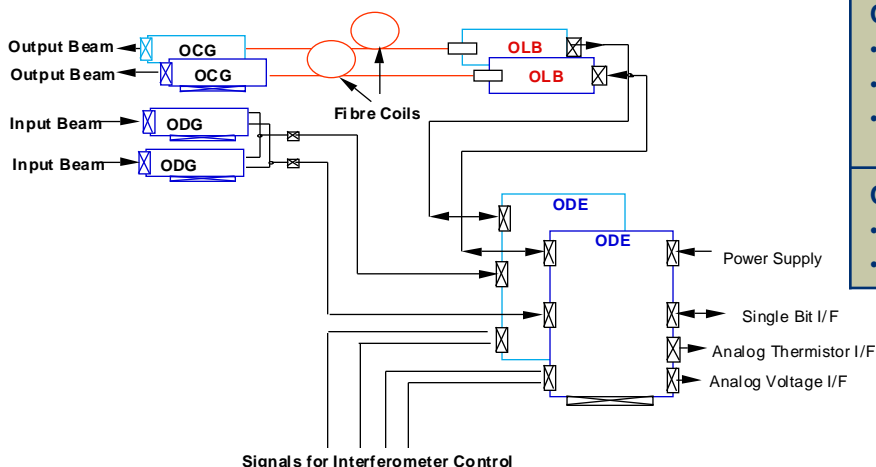 Output Beam
OCG
OLB
Output Beam
OCG
OLB
Fibre Coils
Input Beam
ODG
Input Beam
ODG
ODE
ODE
Power Supply
Single Bit I/F
Analog Thermistor I/F
Analog Voltage I/F
Signals for Interferometer Control